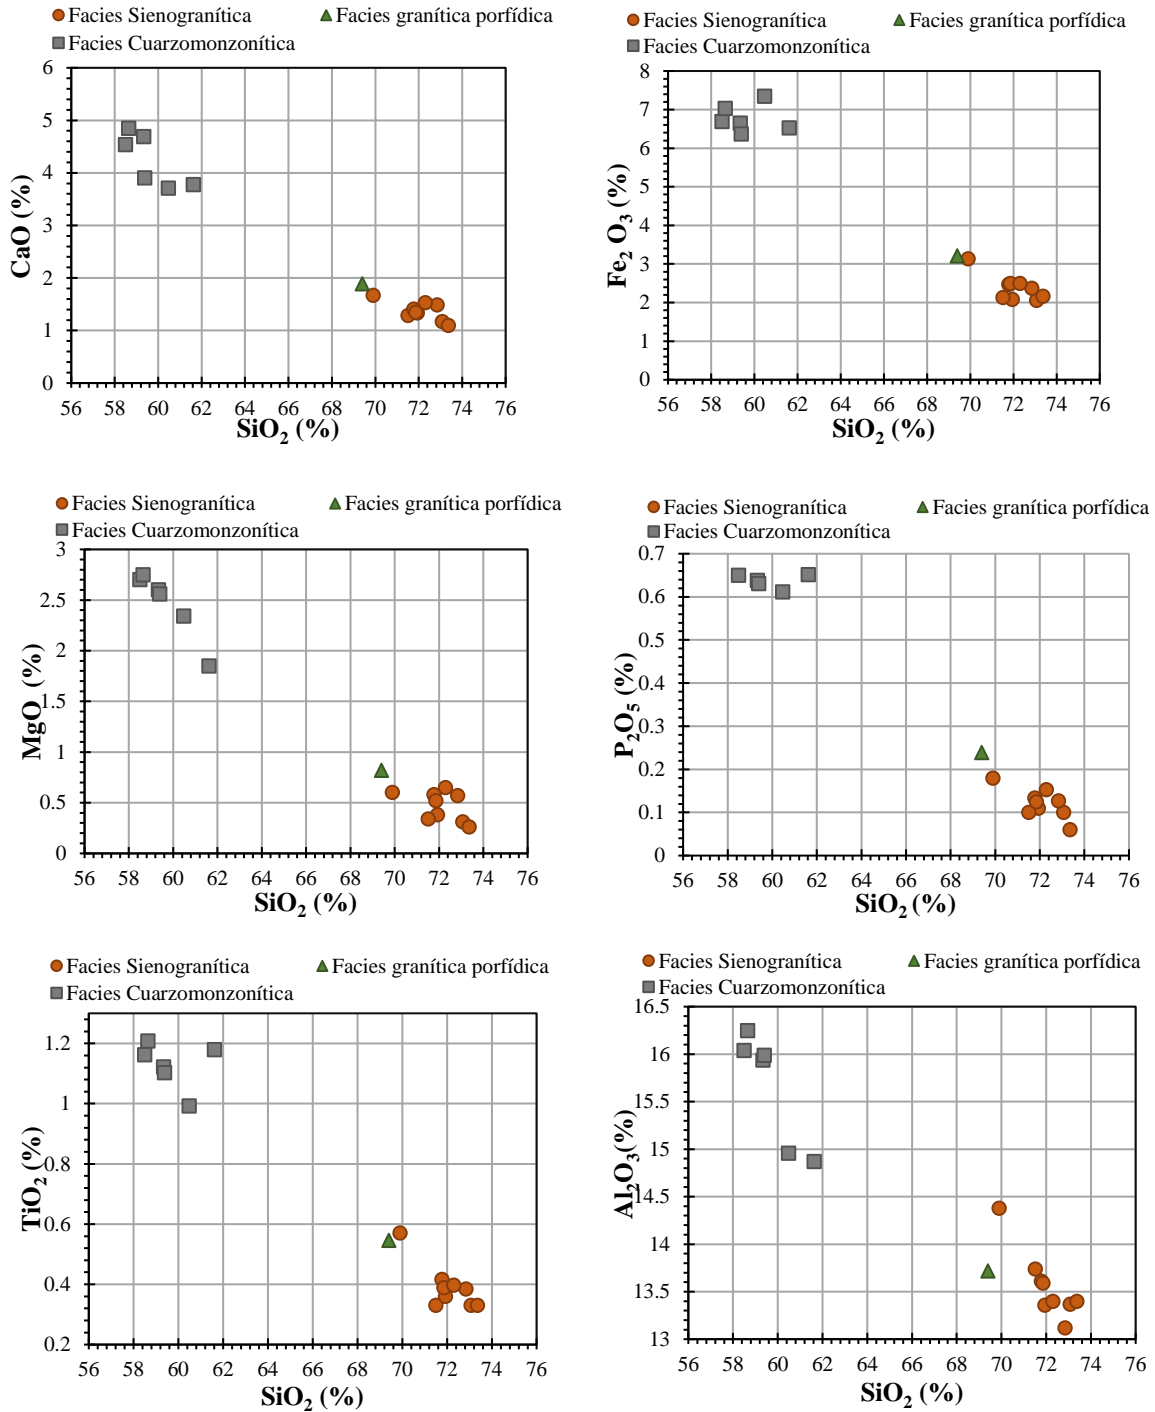 Facies Sienogranítica Facies granítica porfídica
Facies Cuarzomonzonítica
6
5
4
3
2
1
0
CaO (%)
56 58 60 62 64 66 68 70 72 74 76
SiO₂ (%)
Facies Sienogranítica Facies granítica porfídica
Facies Cuarzomonzonítica
8
7
6
5
4
3
2
1
0
Fe₂ O₃ (%)
56 58 60 62 64 66 68 70 72 74 76
SiO₂ (%)
Facies Sienogranítica Facies granítica porfídica
Facies Cuarzomonzonítica
3
2.5
2
1.5
1
0.5
0
MgO (%)
56 58 60 62 64 66 68 70 72 74 76
SiO₂ (%)
Facies Sienogranítica Facies granítica porfídica
Facies Cuarzomonzonítica
0.7
0.6
0.5
0.4
0.3
0.2
0.1
0
P₂O₅ (%)
56 58 60 62 64 66 68 70 72 74 76
SiO₂ (%)
Facies Sienogranítica Facies granítica porfídica
Facies Cuarzomonzonítica
1.2
1
0.8
0.6
0.4
0.2
TiO₂ (%)
56 58 60 62 64 66 68 70 72 74 76
SiO₂ (%)
Facies Sienogranítica Facies granítica porfídica
Facies Cuarzomonzonítica
16.5
16
15.5
15
14.5
14
13.5
13
Al₂O₃(%)
56 58 60 62 64 66 68 70 72 74 76
SiO₂ (%)